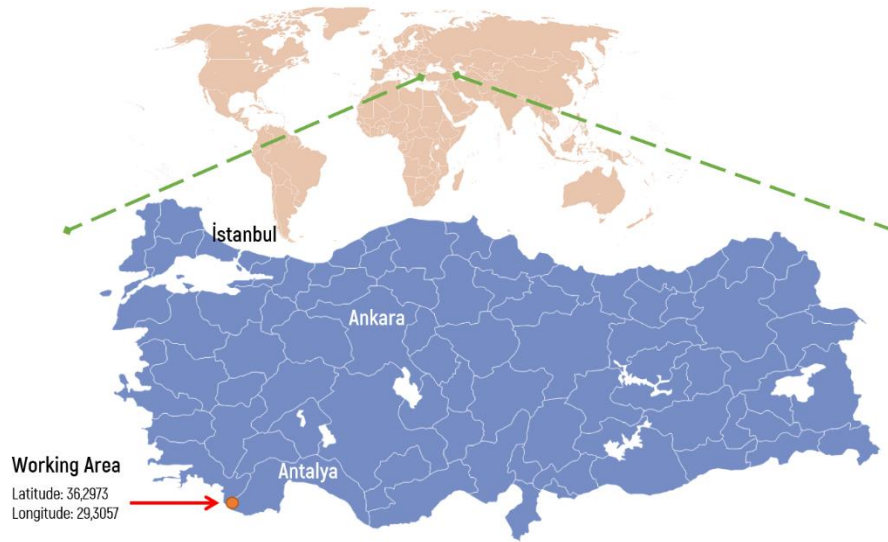 İstanbul
Ankara
Antalya
Working Area
Latitude: 36,2973
Longitude: 29,3057